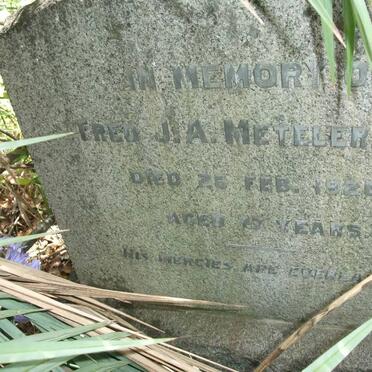 IN MEMORY O
FRED J. A. METELER
DIED 26 FEB. 192
AGED YEARS.
HIS MERCIES ARE